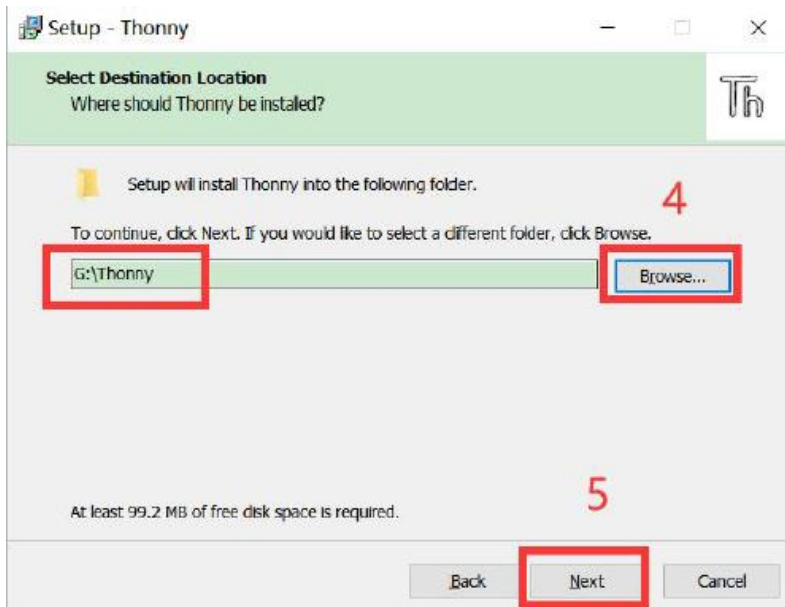 Setup - Thonny
Select Destination Location
Where should Thonny be installed?
Th
Setup will install Thonny into the following folder.
4
To continue, click Next. If you would like to select a different folder, click Browse.
G:\Thonny
Browse...
5
At least 99.2 MB of free disk space is required.
Back
Next
Cancel